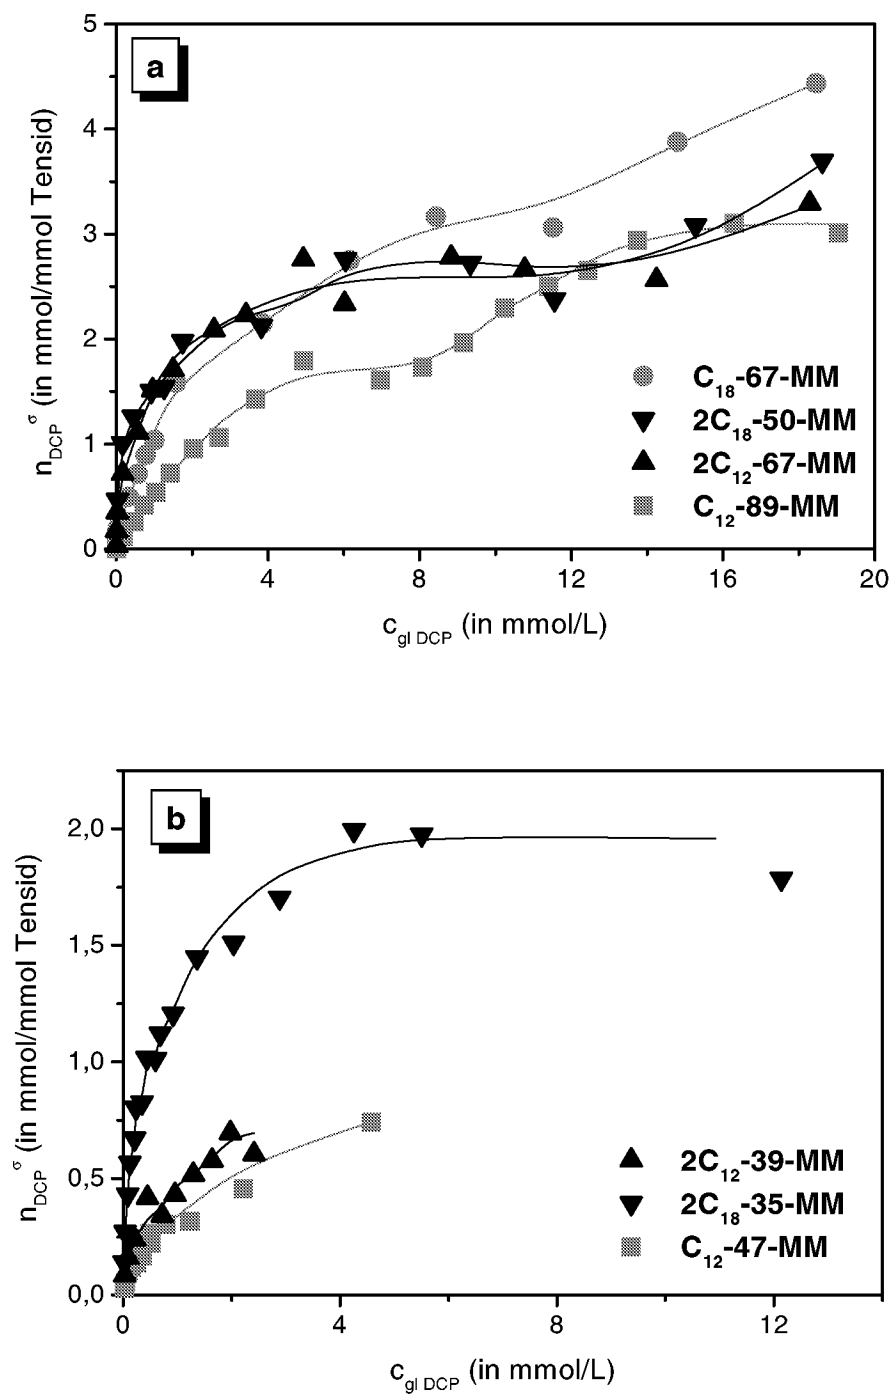 a
5
4
3
2
1
0
n_DCP^σ (in mmol/mmol Tensid)
C₁₈-67-MM
2C₁₈-50-MM
2C₁₂-67-MM
C₁₂-89-MM
0 4 8 12 16 20
c_gl DCP (in mmol/L)
b
2,0
1,5
1,0
0,5
0,0
n_DCP^σ (in mmol/mmol Tensid)
2C₁₂-39-MM
2C₁₈-35-MM
C₁₂-47-MM
0 4 8 12
c_gl DCP (in mmol/L)